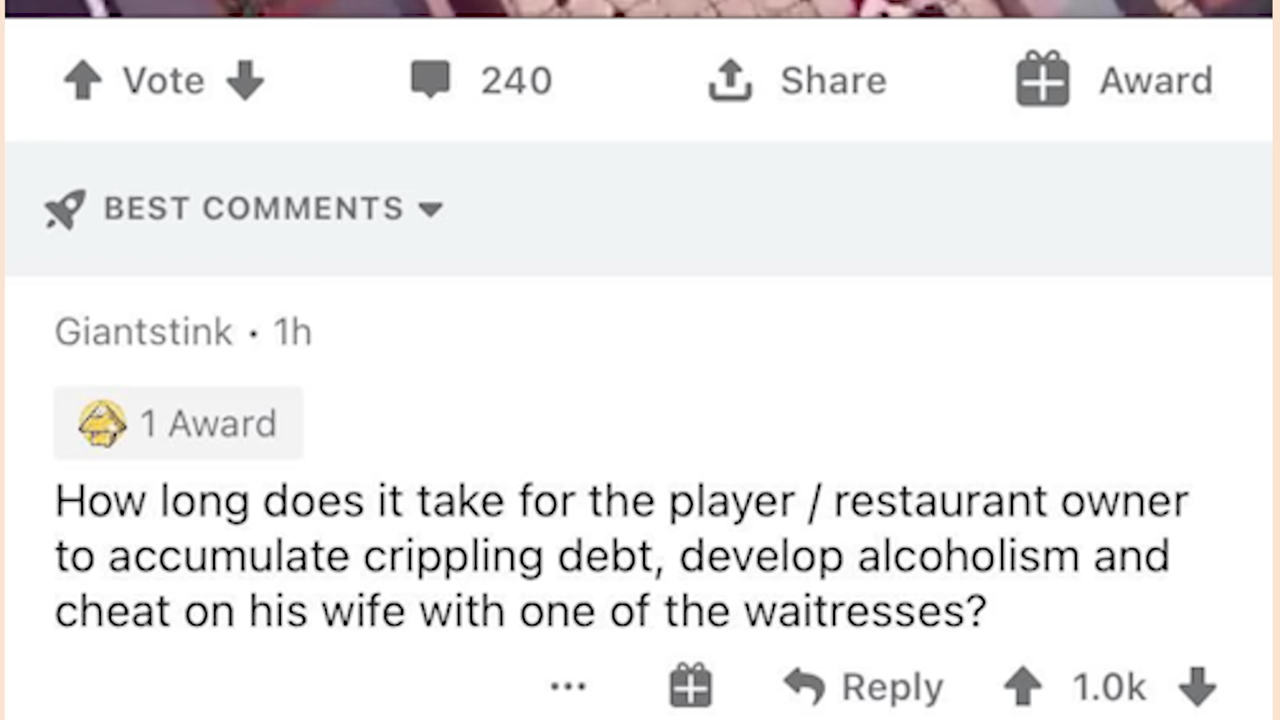 Vote 240 Share Award
BEST COMMENTS
Giantstink • 1h
1 Award
How long does it take for the player / restaurant owner
to accumulate crippling debt, develop alcoholism and
cheat on his wife with one of the waitresses?
... Reply 1.0k